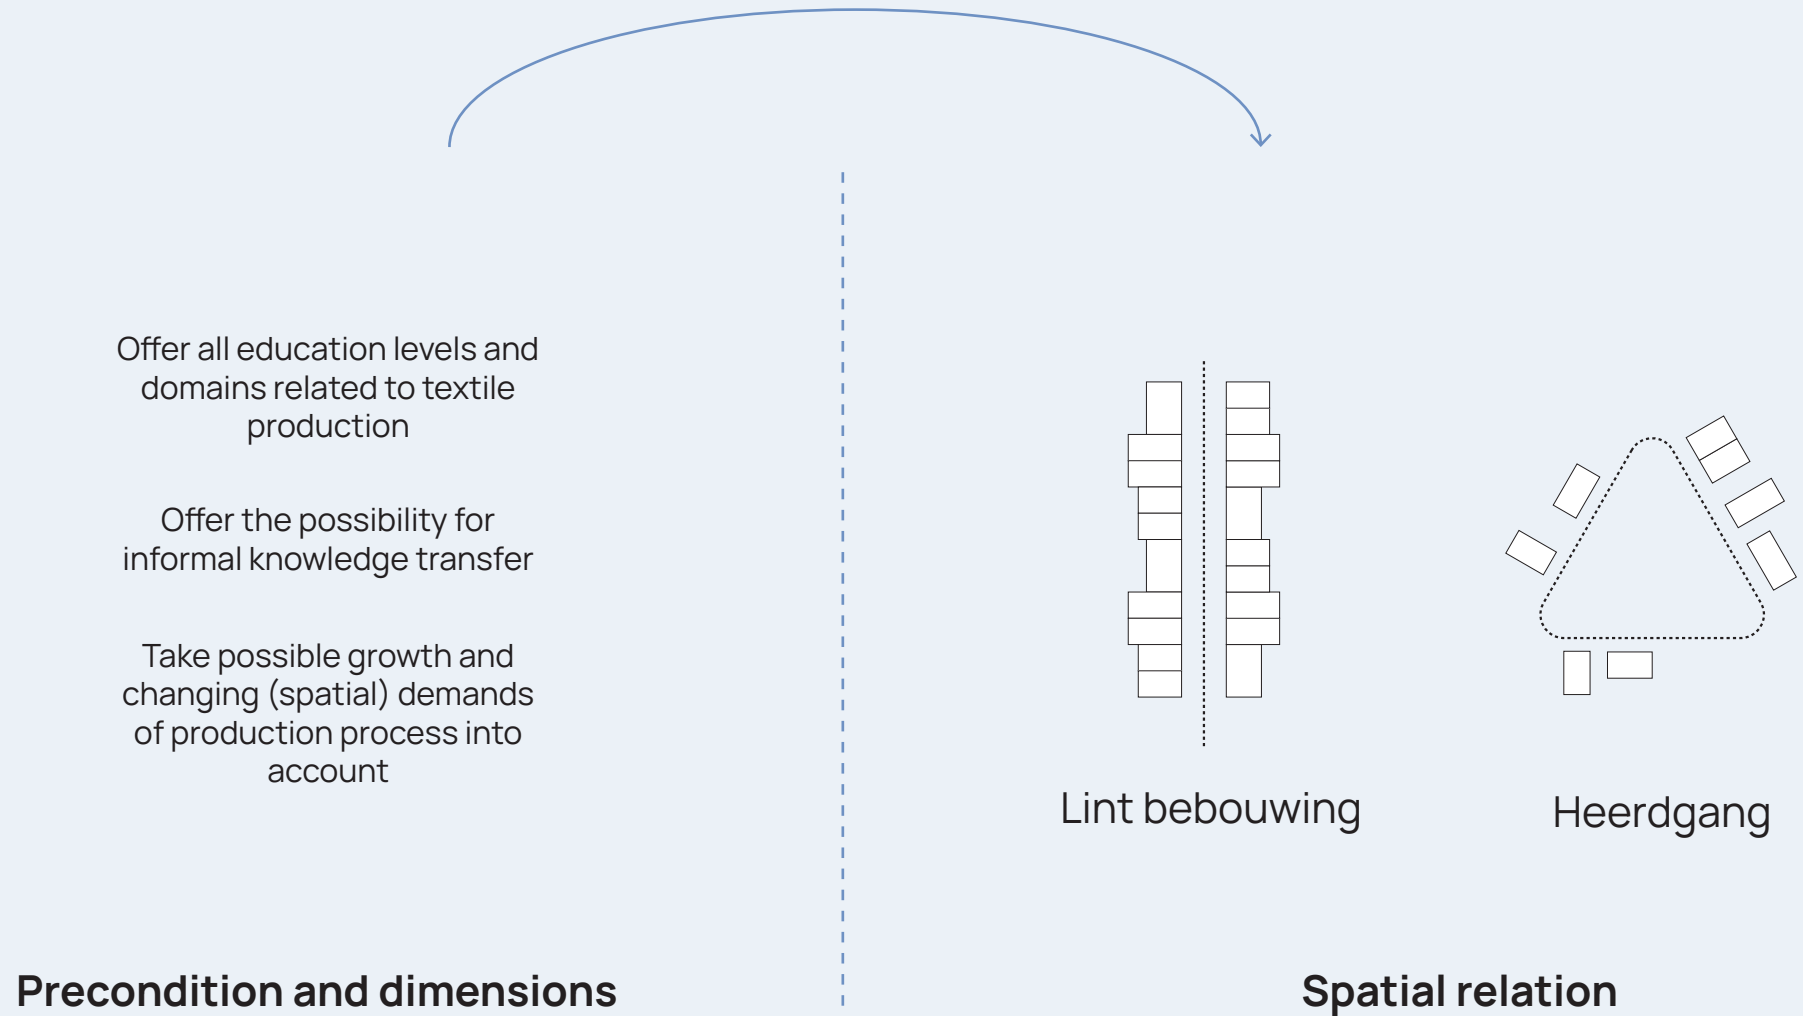 Offer all education levels and
domains related to textile
production
Offer the possibility for
informal knowledge transfer
Take possible growth and
changing (spatial) demands
of production process into
account
Precondition and dimensions
Lint bebouwing
Heerdgang
Spatial relation